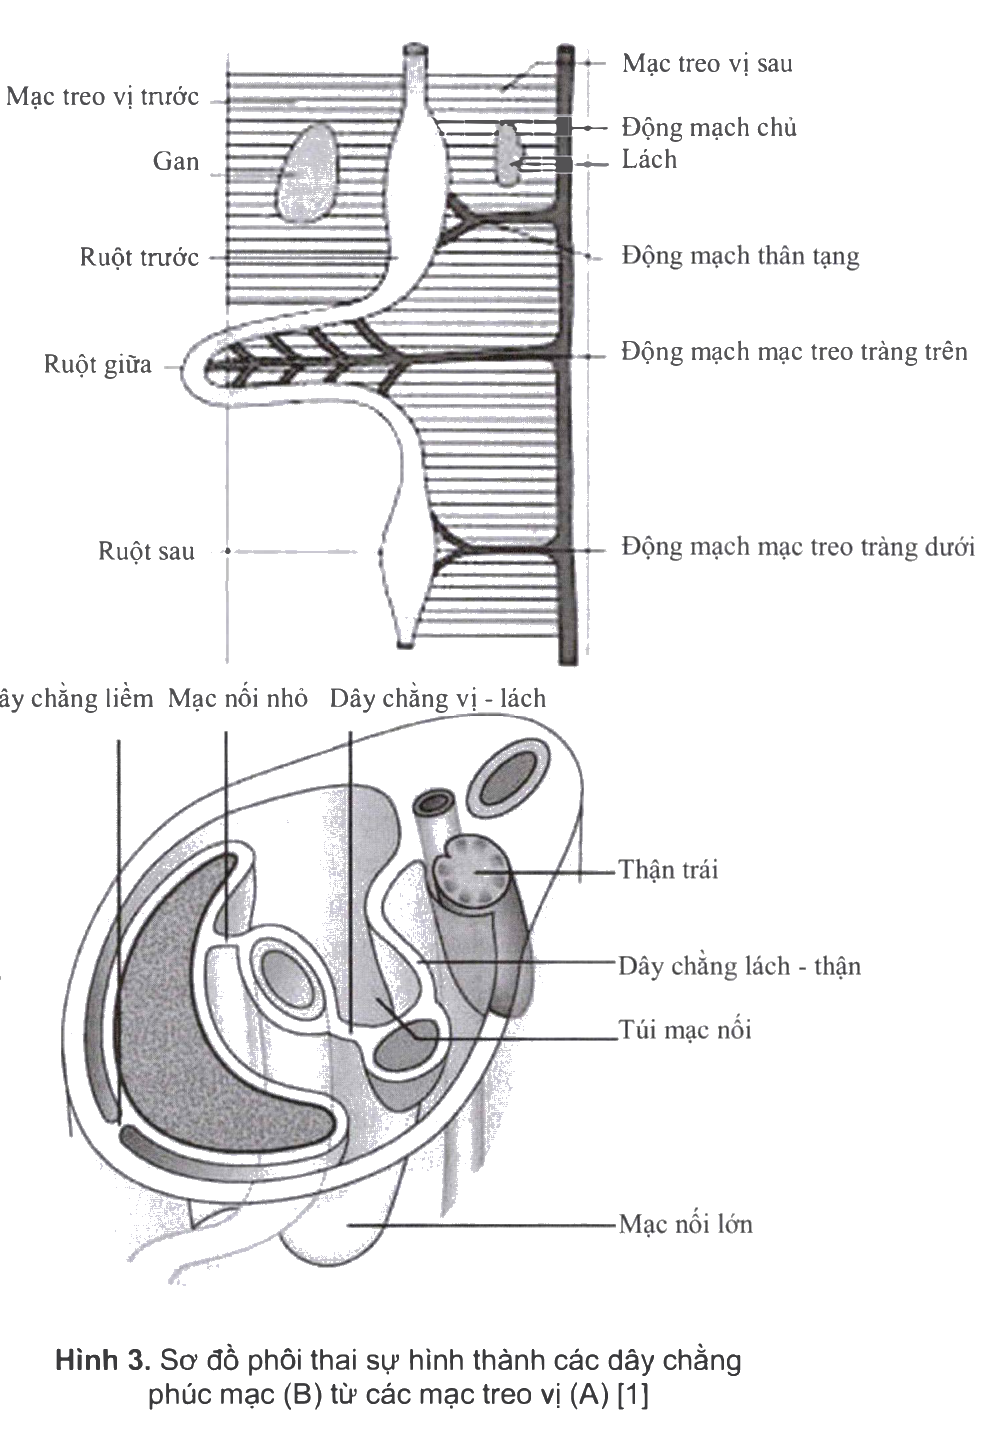 Mạc treo vị sau
Mạc treo vị trước
Động mạch chủ
Gan
Lách
Ruột trước
Động mạch thân tạng
Ruột giữa
Động mạch mạc treo tràng trên
Ruột sau
Động mạch mạc treo tràng dưới
ây chằng liềm Mạc nối nhỏ Dây chằng vị - lách
Thận trái
Dây chằng lách - thận
Túi mạc nối
Mạc nối lớn
Hình 3. Sơ đồ phôi thai sự hình thành các dây chằng
phúc mạc (B) từ các mạc treo vị (A) [1]